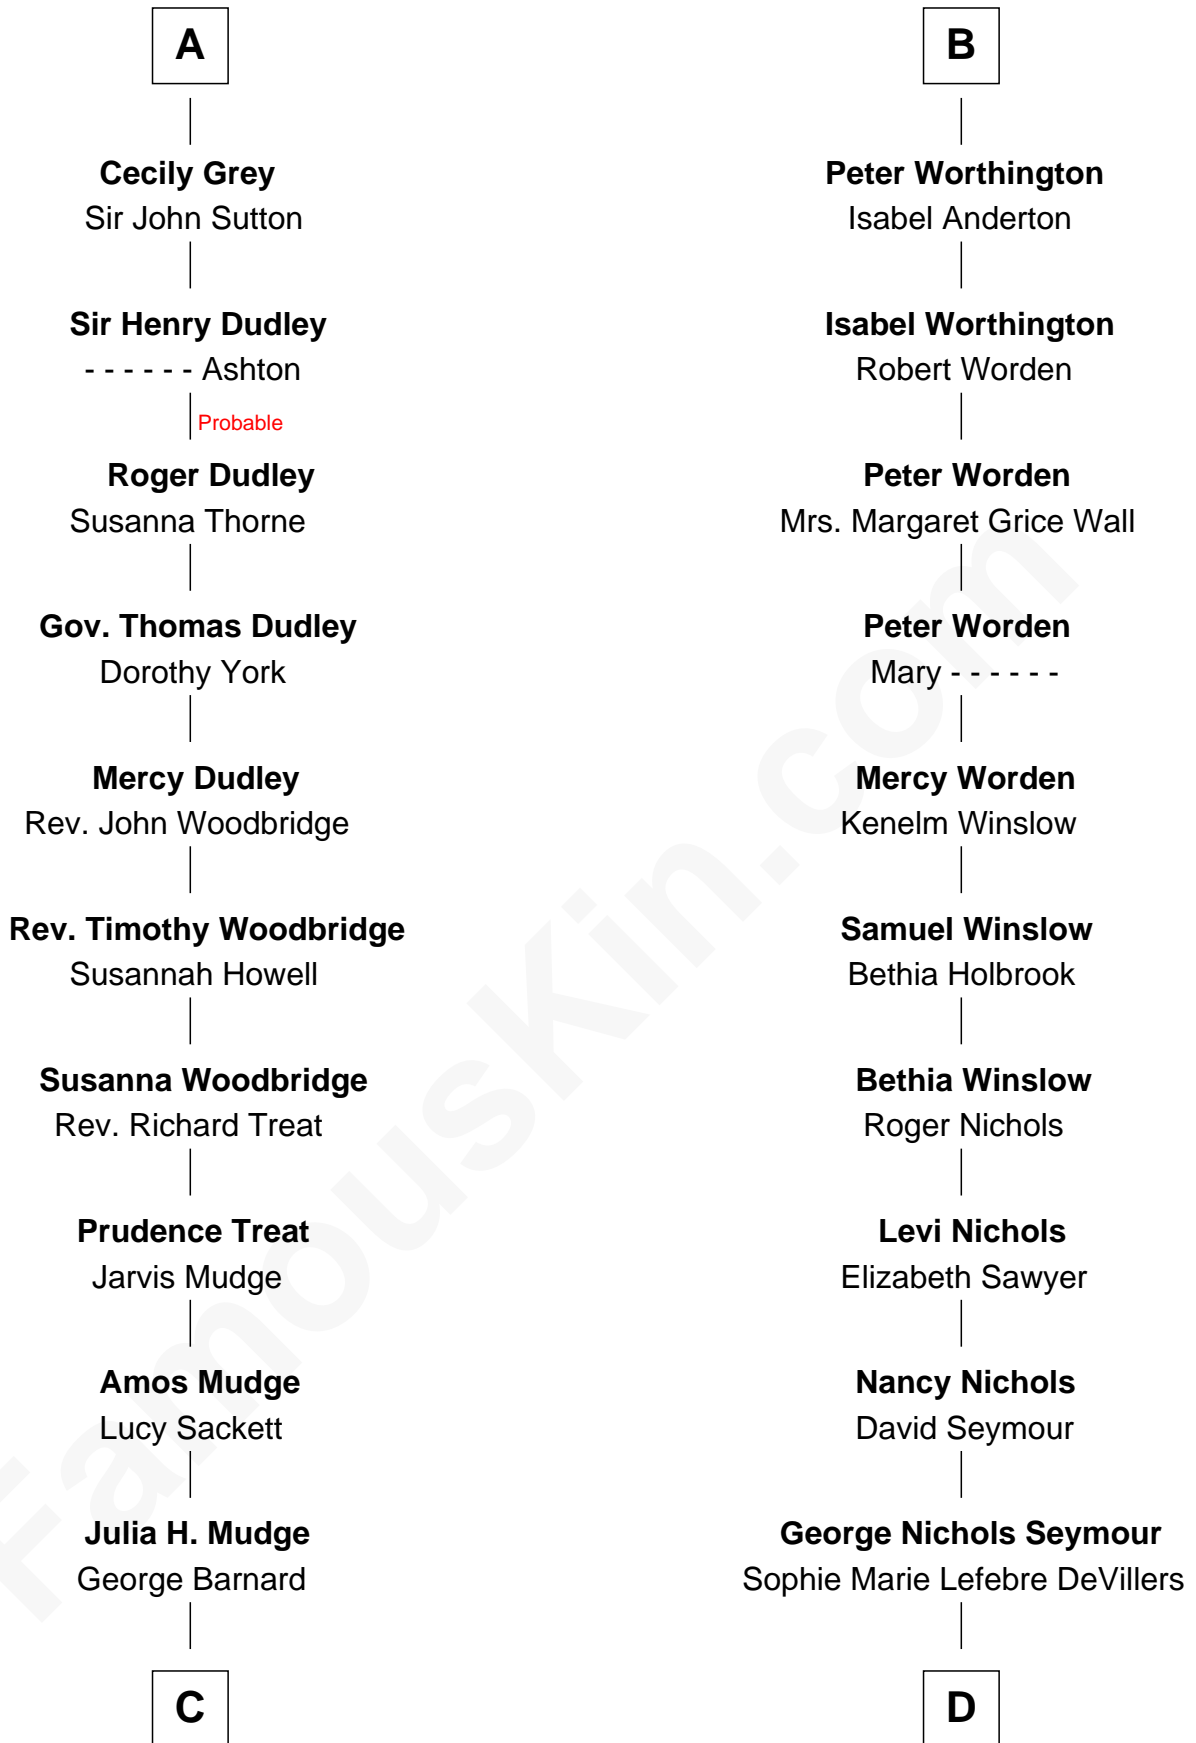 A
Cecily Grey
Sir John Sutton
Sir Henry Dudley
- - - - - - Ashton
Probable
Roger Dudley
Susanna Thorne
Gov. Thomas Dudley
Dorothy York
Mercy Dudley
Rev. John Woodbridge
Rev. Timothy Woodbridge
Susannah Howell
Susanna Woodbridge
Rev. Richard Treat
Prudence Treat
Jarvis Mudge
Amos Mudge
Lucy Sackett
Julia H. Mudge
George Barnard
C
B
Peter Worthington
Isabel Anderton
Isabel Worthington
Robert Worden
Peter Worden
Mrs. Margaret Grice Wall
Peter Worden
Mary - - - - - -
Mercy Worden
Kenelm Winslow
Samuel Winslow
Bethia Holbrook
Bethia Winslow
Roger Nichols
Levi Nichols
Elizabeth Sawyer
Nancy Nichols
David Seymour
George Nichols Seymour
Sophie Marie Lefebre DeVillers
D
FamousKin.com